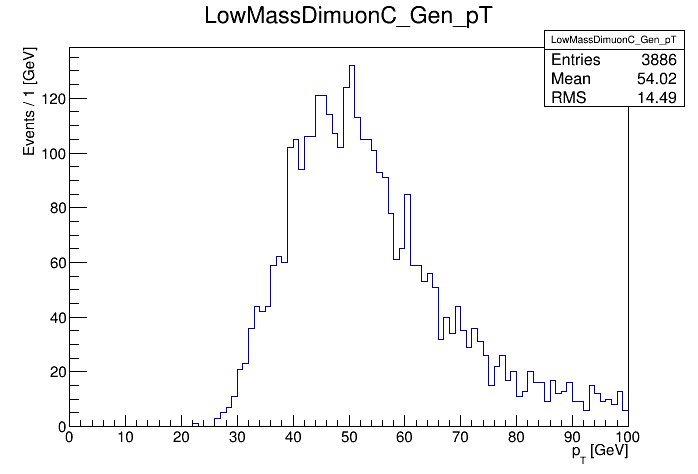 LowMassDimuonC_Gen_pT
LowMassDimuonC_Gen_pT
Entries 3886
Mean 54.02
RMS 14.49
Events / 1 [GeV]
120
100
80
60
40
20
0
0 10 20 30 40 50 60 70 80 90 100
p_T [GeV]